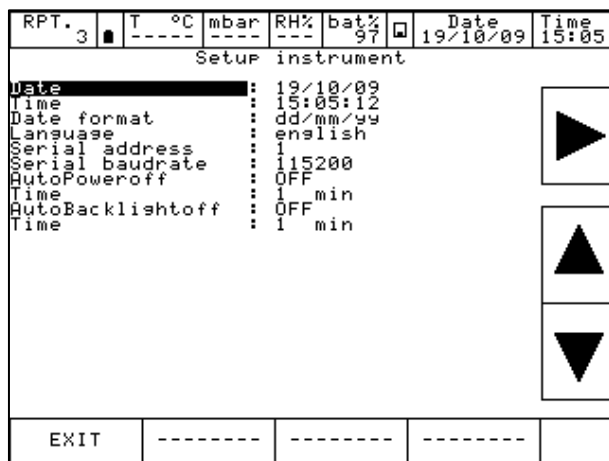 RPT. T °C mbar RH% bat% Date Time
3 ----- ---- --- 97 19/10/09 15:05
Setup instrument
Date : 19/10/09
Time : 15:05:12
Date format : dd/mm/yy
Language : english
Serial address : 1
Serial baudrate : 115200
AutoPoweroff : OFF
Time : 1 min
AutoBacklightoff : OFF
Time : 1 min
EXIT -------- -------- --------